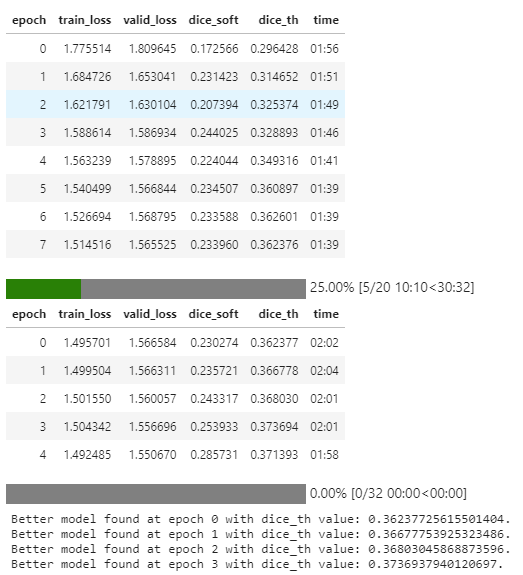 epoch train_loss valid_loss dice_soft dice_th time
0 1.775514 1.809645 0.172566 0.296428 01:56
1 1.684726 1.653041 0.231423 0.314652 01:51
2 1.621791 1.630104 0.207394 0.325374 01:49
3 1.588614 1.586934 0.244025 0.328893 01:46
4 1.563239 1.578895 0.224044 0.349316 01:41
5 1.540499 1.566844 0.234507 0.360897 01:39
6 1.526694 1.568795 0.233588 0.362601 01:39
7 1.514516 1.565525 0.233960 0.362376 01:39
25.00% [5/20 10:10<30:32]
epoch train_loss valid_loss dice_soft dice_th time
0 1.495701 1.566584 0.230274 0.362377 02:02
1 1.499504 1.566311 0.235721 0.366778 02:04
2 1.501550 1.560057 0.243317 0.368030 02:01
3 1.504342 1.556696 0.253933 0.373694 02:01
4 1.492485 1.550670 0.285731 0.371393 01:58
0.00% [0/32 00:00<00:00]
Better model found at epoch 0 with dice_th value: 0.36237725615501404.
Better model found at epoch 1 with dice_th value: 0.36677753925323486.
Better model found at epoch 2 with dice_th value: 0.36803045868873596.
Better model found at epoch 3 with dice_th value: 0.3736937940120697.